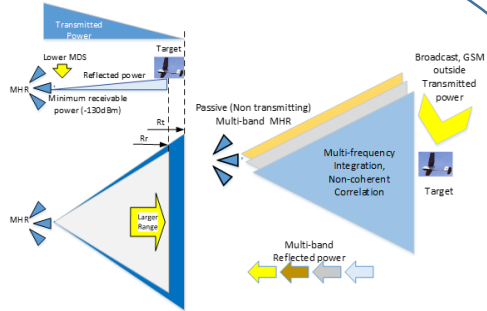 Transmitted
Power
Lower MDS
Target
Reflected power
MHR
Minimum receivable
power (-130dBm)
Rt
Rr
MHR
Larger
Range
Passive (Non transmitting)
Multi-band MHR
Broadcast, GSM
outside
Transmitted
power
Multi-frequency
Integration,
Non-coherent
Correlation
Target
Multi-band
Reflected power